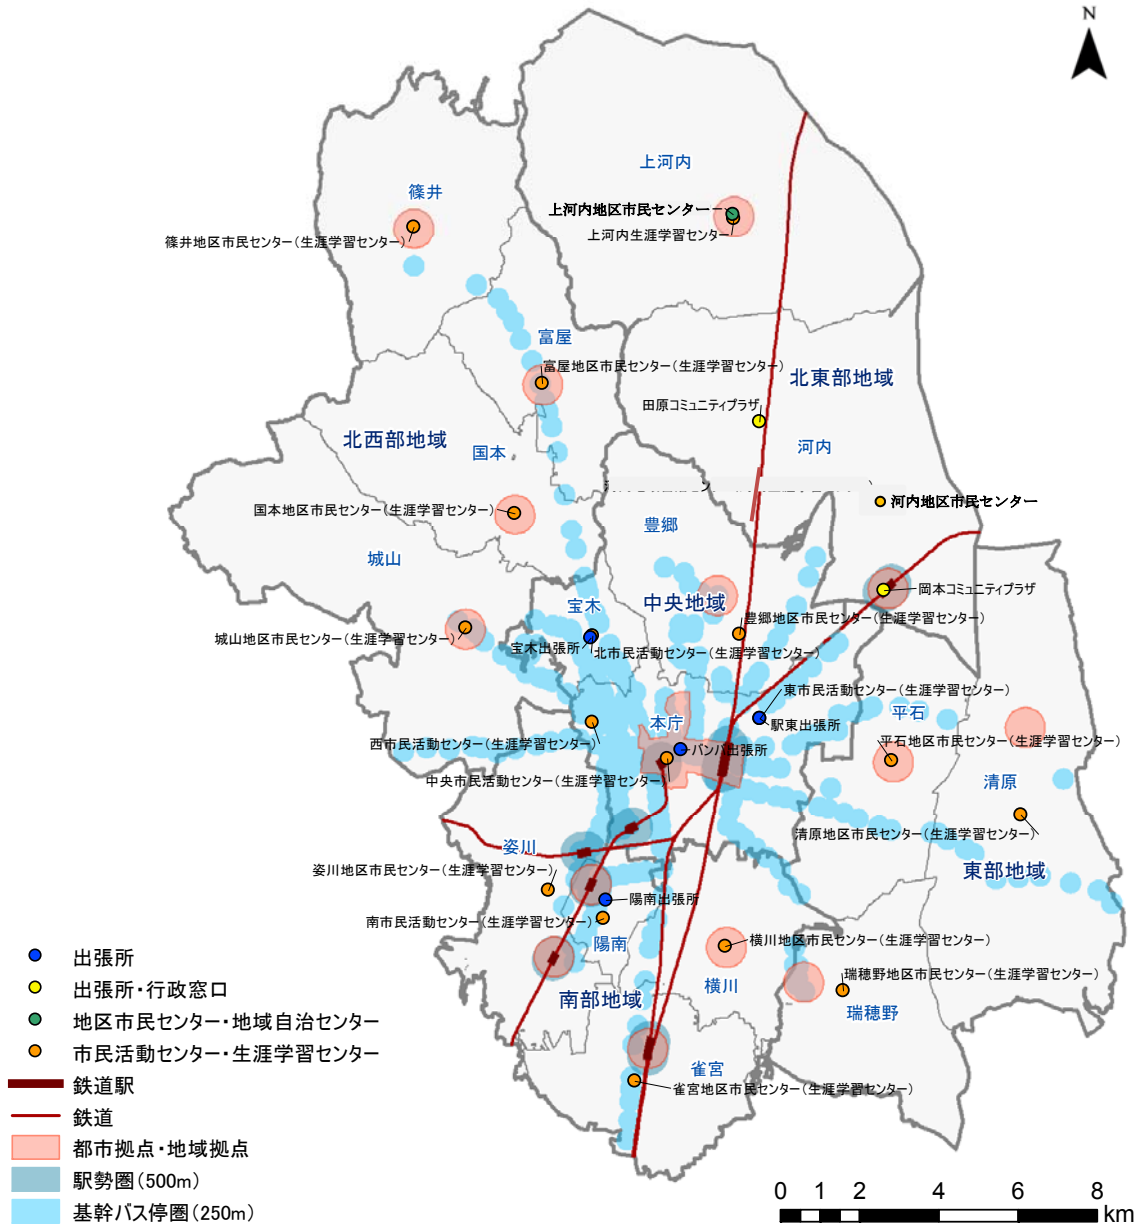 N
上河内
篠井
上河内地区市民センター
上河内生涯学習センター
篠井地区市民センター(生涯学習センター)
富屋
富屋地区市民センター(生涯学習センター)
北東部地域
田原コミュニティプラザ
北西部地域
国本
河内
国本地区市民センター(生涯学習センター)
河内地区市民センター
豊郷
城山
岡本コミュニティプラザ
中央地域
宝木
豊郷地区市民センター(生涯学習センター)
城山地区市民センター(生涯学習センター)
宝木出張所
北市民活動センター(生涯学習センター)
東市民活動センター(生涯学習センター)
駅東出張所
平石
本庁
西市民活動センター(生涯学習センター)
バンバ出張所
平石地区市民センター(生涯学習センター)
中央市民活動センター(生涯学習センター)
清原
清原地区市民センター(生涯学習センター)
姿川
東部地域
姿川地区市民センター(生涯学習センター)
陽南出張所
南市民活動センター(生涯学習センター)
陽南
横川地区市民センター(生涯学習センター)
横川
瑞穂野地区市民センター(生涯学習センター)
南部地域
瑞穂野
雀宮
雀宮地区市民センター(生涯学習センター)
出張所
出張所・行政窓口
地区市民センター・地域自治センター
市民活動センター・生涯学習センター
鉄道駅
鉄道
都市拠点・地域拠点
駅勢圏(500m)
基幹バス停圏(250m)
0 1 2 4 6 8
km